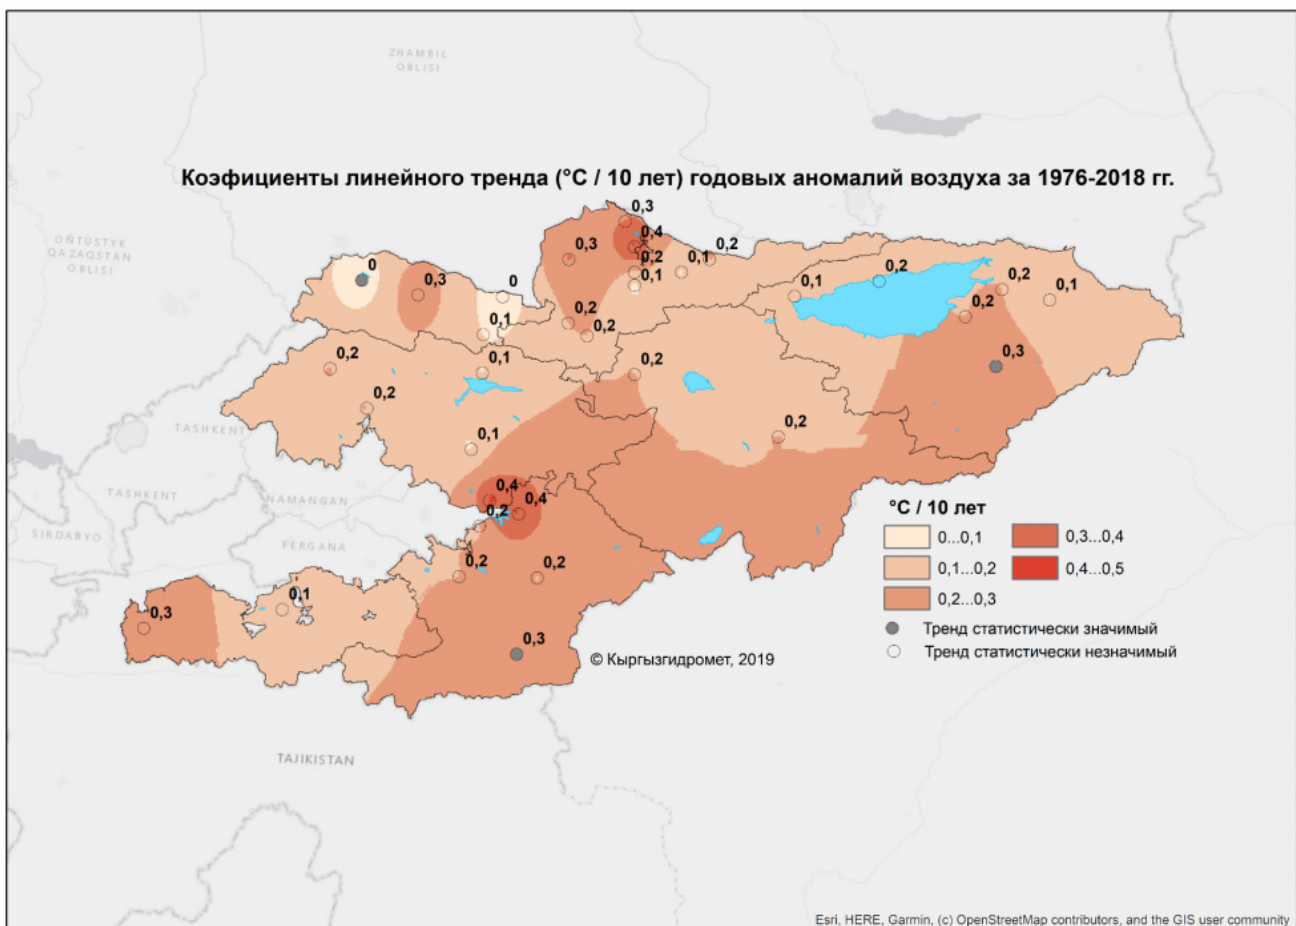 ZHAMBIL
OBLISI
Коэфициенты линейного тренда (°C / 10 лет) годовых аномалий воздуха за 1976-2018 гг.
OŃTÚSTYK
QAZAQSTAN
OBLISI
0,3
0,4
0,3
0,2
0,2
0,1
0,1
0
0,3
0
0,1
0,2
0,2
0,1
0,1
0,2
0,2
0,2
0,3
0,2
0,1
0,2
0,2
0,2
0,1
TASHKENT
TASHKENT
NAMANGAN
SIRDARYO
FERGANA
0,4
0,4
0,2
0,2
0,2
0,3
0,1
0,3
°C / 10 лет
0...0,1
0,3...0,4
0,1...0,2
0,4...0,5
0,2...0,3
Тренд статистически значимый
Тренд статистически незначимый
© Кыргызгидромет, 2019
TAJIKISTAN
Esri, HERE, Garmin, (c) OpenStreetMap contributors, and the GIS user community